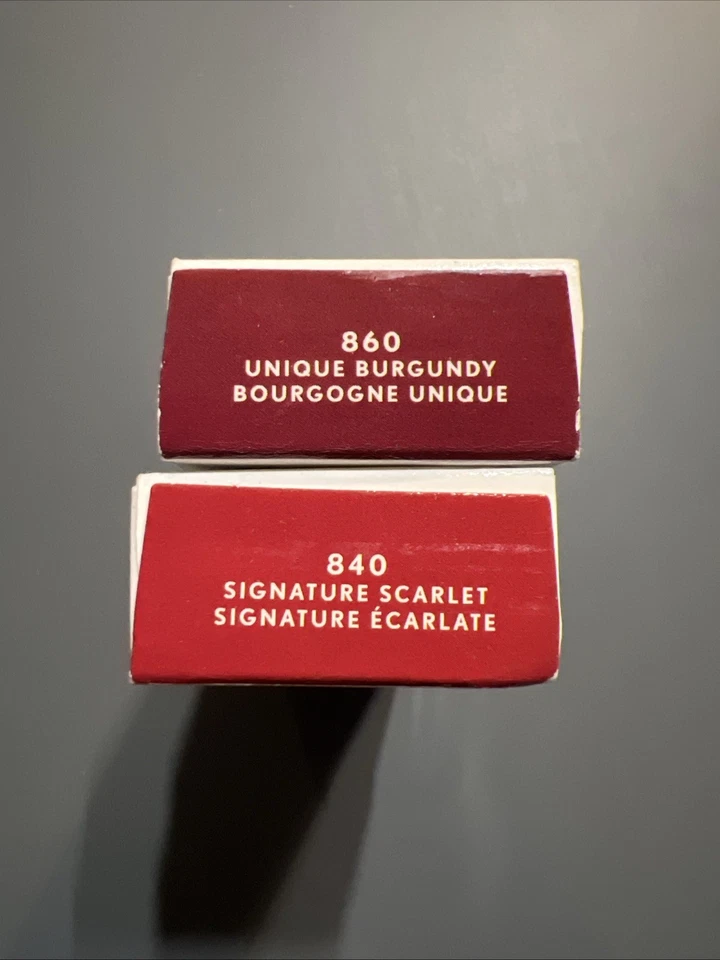 860
UNIQUE BURGUNDY
BOURGOGNE UNIQUE
840
SIGNATURE SCARLET
SIGNATURE ÉCARLATE